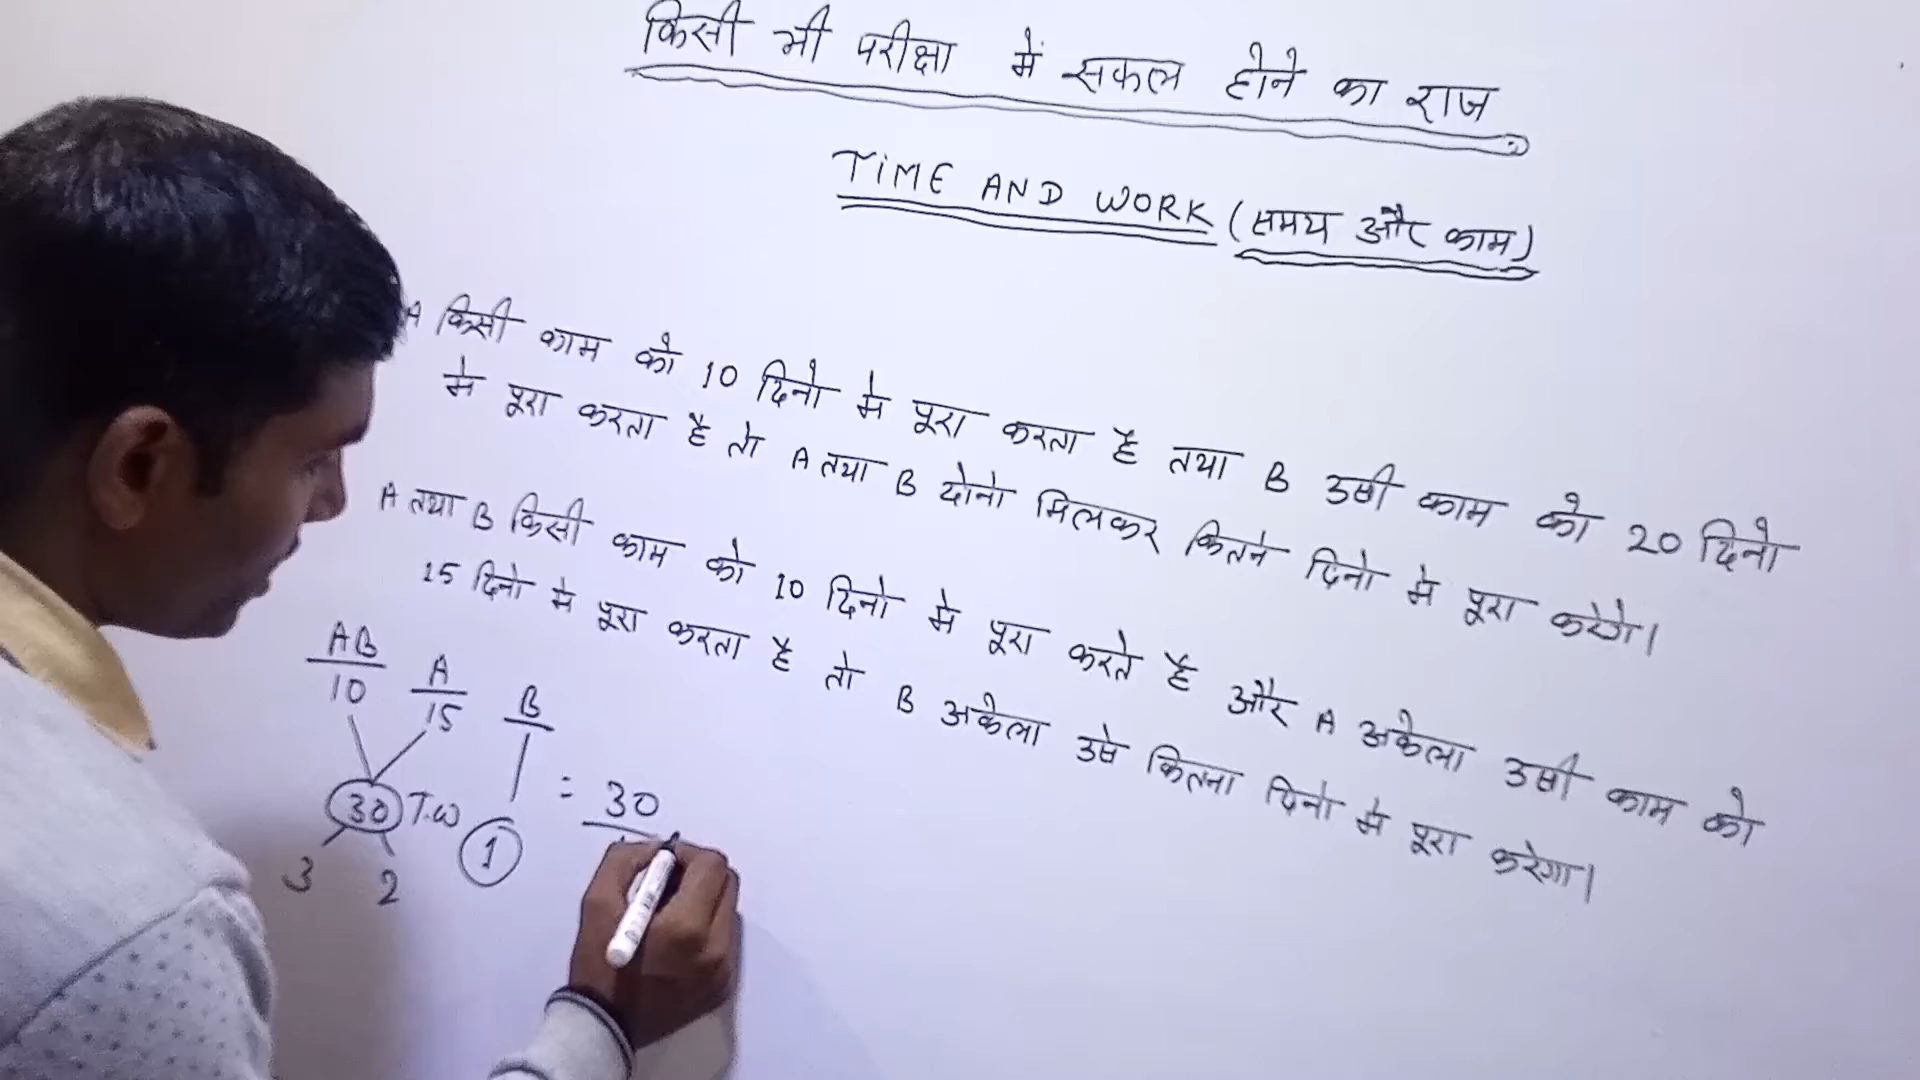 किसी भी परीक्षा में सफल होने का राज
TIME AND WORK (समय और काम)
A किसी काम को 10 दिनो मे पूरा करता है तथा B उसी काम को 20 दिनो
मे पूरा करता है तो A तथा B दोनो मिलकर कितने दिनो मे पूरा करेगे।
A तथा B किसी काम को 10 दिनो मे पूरा करते है और A अकेला उसी काम को
15 दिनो मे पूरा करता है तो B अकेला उसे कितना दिनो मे पूरा करेगा।
AB A B
10 15
30 T.W = 30
3 2 1